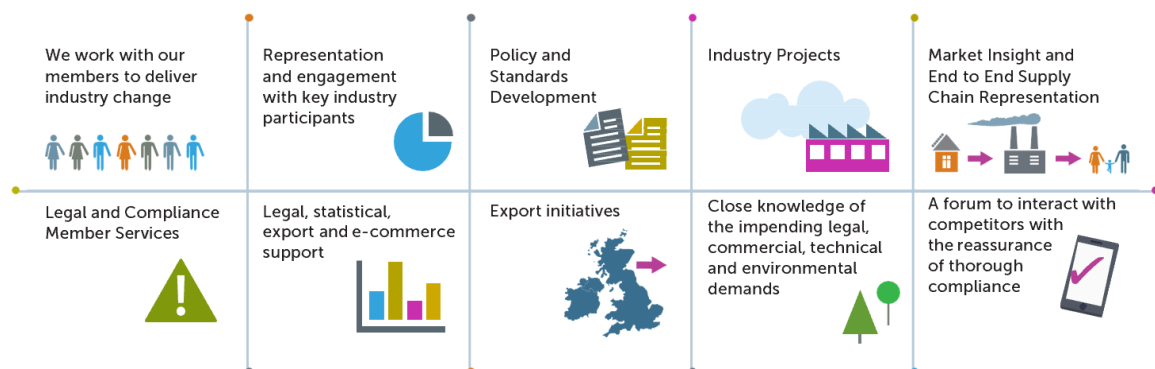 We work with our
members to deliver
industry change
Representation
and engagement
with key industry
participants
Policy and
Standards
Development
Industry Projects
Market Insight and
End to End Supply
Chain Representation
Legal and Compliance
Member Services
Legal, statistical,
export and e-commerce
support
Export initiatives
Close knowledge of
the impending legal,
commercial, technical
and environmental
demands
A forum to interact with
competitors with
the reassurance
of thorough
compliance